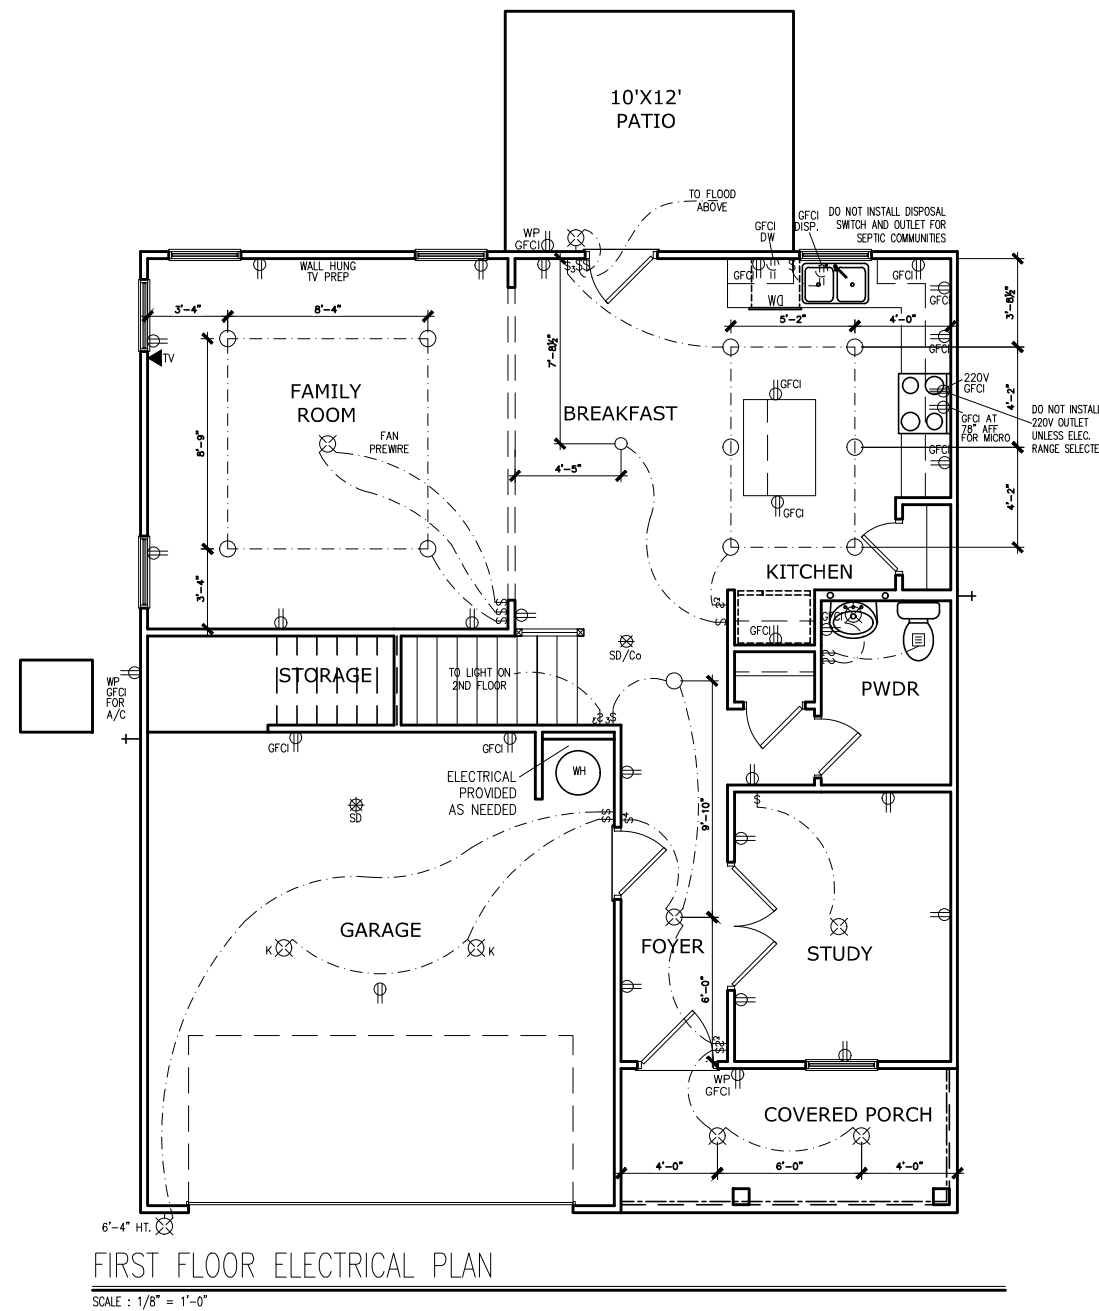 10'X12'
PATIO
TO FLOOD
ABOVE
WP
GFCI
GFCI
DW
GFCI
DISP.
DO NOT INSTALL DISPOSAL
SWITCH AND OUTLET FOR
SEPTIC COMMUNITIES
WALL HUNG
TV PREP
GFCI
GFCI
GFCI
DW
3'-8½"
3'-4"
8'-4"
5'-2"
4'-0"
7'-8½"
TV
GFCI
FAMILY
ROOM
BREAKFAST
GFCI
220V
GFCI
4'-2"
GFCI AT
78" AFF
FOR MICRO
DO NOT INSTALL
220V OUTLET
UNLESS ELEC.
RANGE SELECTE
FAN
PREWIRE
8'-9"
GFCI
4'-5"
4'-2"
GFCI
3'-4"
KITCHEN
GFCI
GFCI
SD/Co
STORAGE
TO LIGHT ON
2ND FLOOR
PWDR
WP
GFCI
FOR
A/C
GFCI
GFCI
ELECTRICAL
PROVIDED
AS NEEDED
WH
SD
9'-10"
GARAGE
K
K
FOYER
STUDY
6'-0"
WP
GFCI
COVERED PORCH
4'-0"
6'-0"
4'-0"
6'-4" HT.
FIRST FLOOR ELECTRICAL PLAN
SCALE : 1/8" = 1'-0"